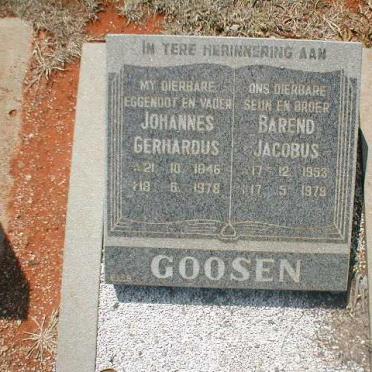 IN TERE HERINNERING AAN
MY DIERBARE
EGGENOOT EN VADER
JOHANNES
GERHARDUS
21 · 10 · 1946
19 · 6 · 1978
ONS DIERBARE
SEUN EN BROER
BAREND
JACOBUS
17 · 12 · 1953
17 · 5 · 1979
GOOSEN